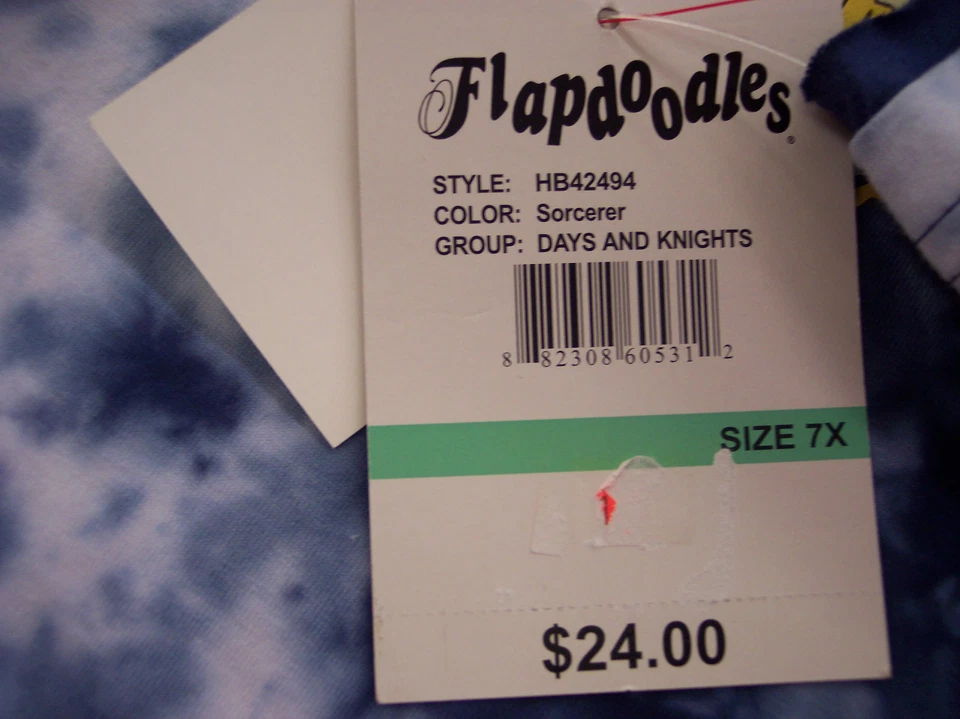 Flapdoodles®
STYLE: HB42494
COLOR: Sorcerer
GROUP: DAYS AND KNIGHTS
8 82308 60531 2
SIZE 7X
$24.00